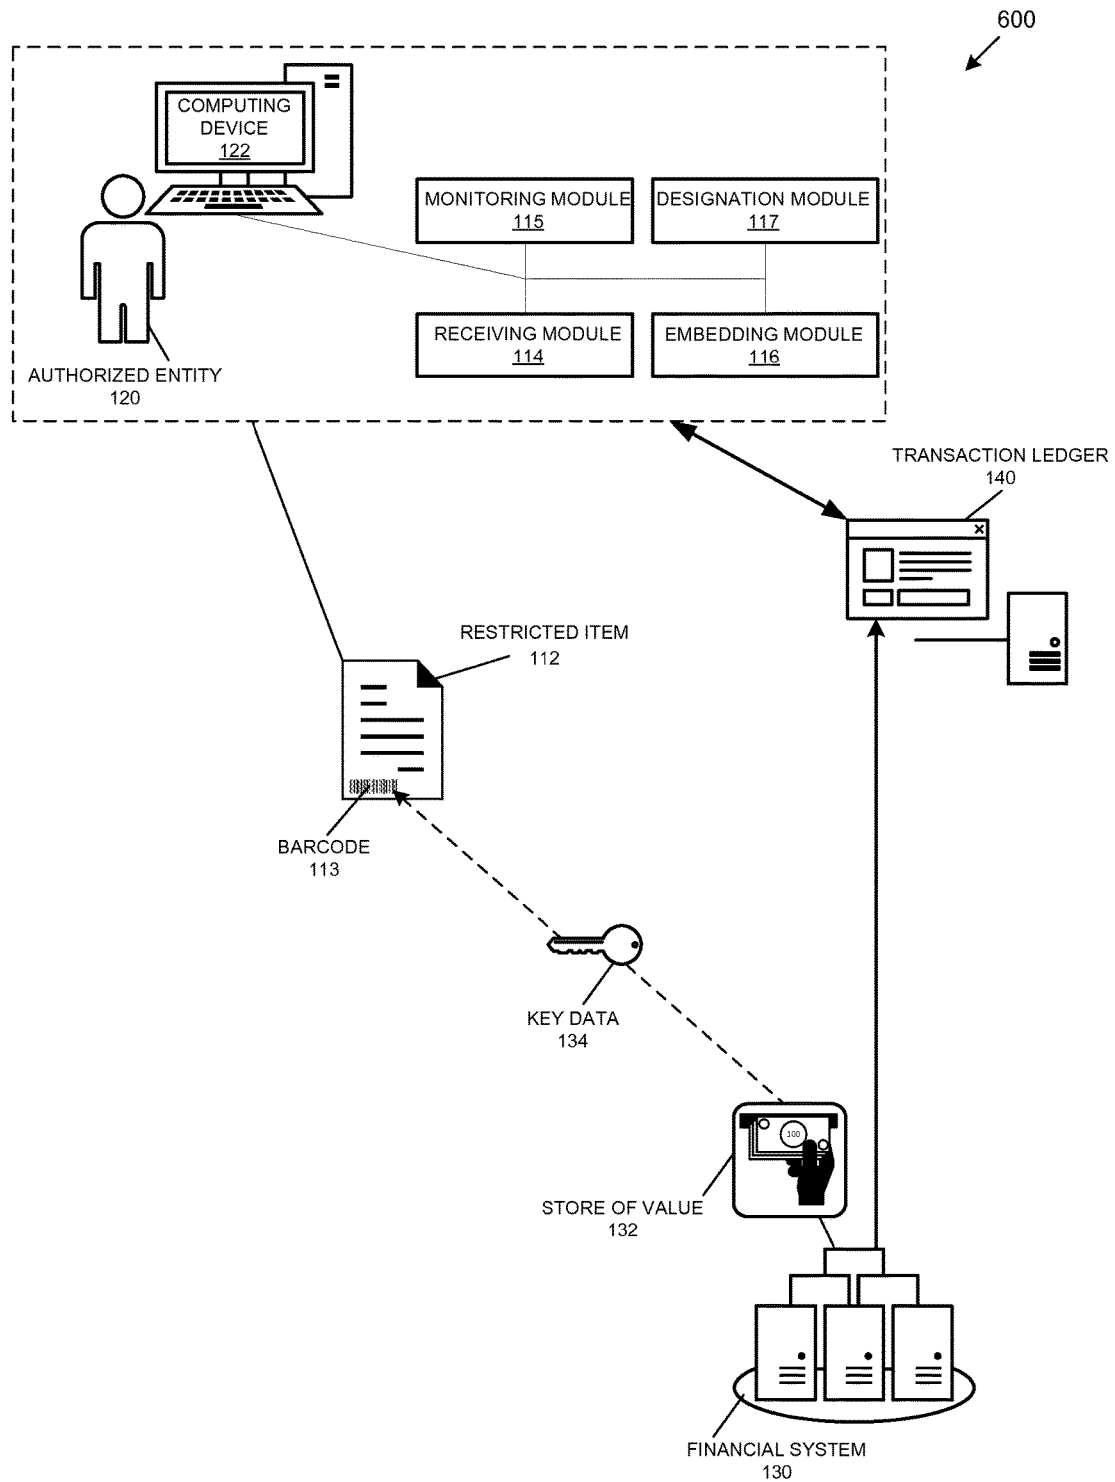 600
COMPUTING
DEVICE
122
MONITORING MODULE
115
DESIGNATION MODULE
117
RECEIVING MODULE
114
EMBEDDING MODULE
116
AUTHORIZED ENTITY
120
TRANSACTION LEDGER
140
RESTRICTED ITEM
112
BARCODE
113
KEY DATA
134
100
STORE OF VALUE
132
FINANCIAL SYSTEM
130